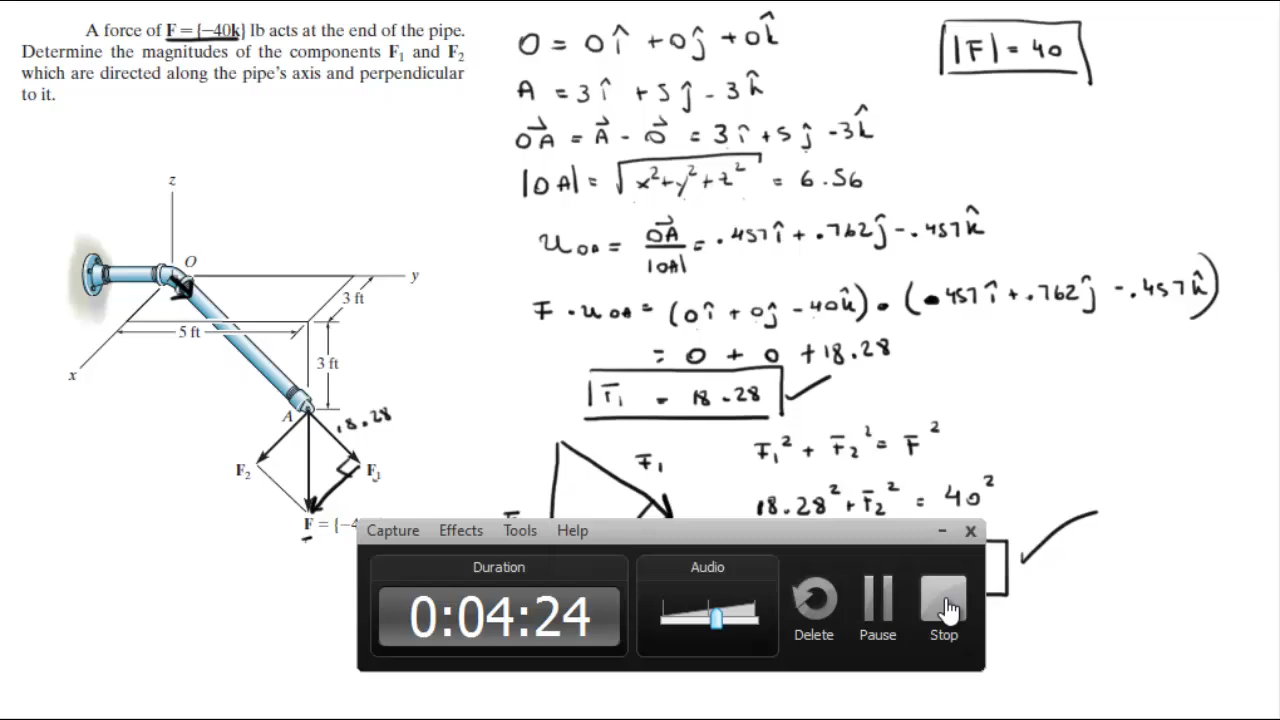 A force of F = {−40k} lb acts at the end of the pipe.
Determine the magnitudes of the components F₁ and F₂
which are directed along the pipe's axis and perpendicular
to it.
z
O
y
3 ft
5 ft
3 ft
x
A
18.28
F₂
F₁
F = {−4
O = 0î + 0ĵ + 0k̂
|F| = 40
A = 3î + 5ĵ − 3k̂
OA⃗ = A⃗ − O⃗ = 3î + 5ĵ − 3k̂
|OA| = √x² + y² + z² = 6.56
u OA = OA⃗ / |OA| = .457î + .762ĵ − .457k̂
F · u OA = (0î + 0ĵ − 40k̂) · (.457î + .762ĵ − .457k̂)
= 0 + 0 + 18.28
F₁ = 18.28
F₁² + F₂² = F²
F₁
18.28² + F₂² = 40²
Capture Effects Tools Help
Duration
Audio
0:04:24
Delete
Pause
Stop